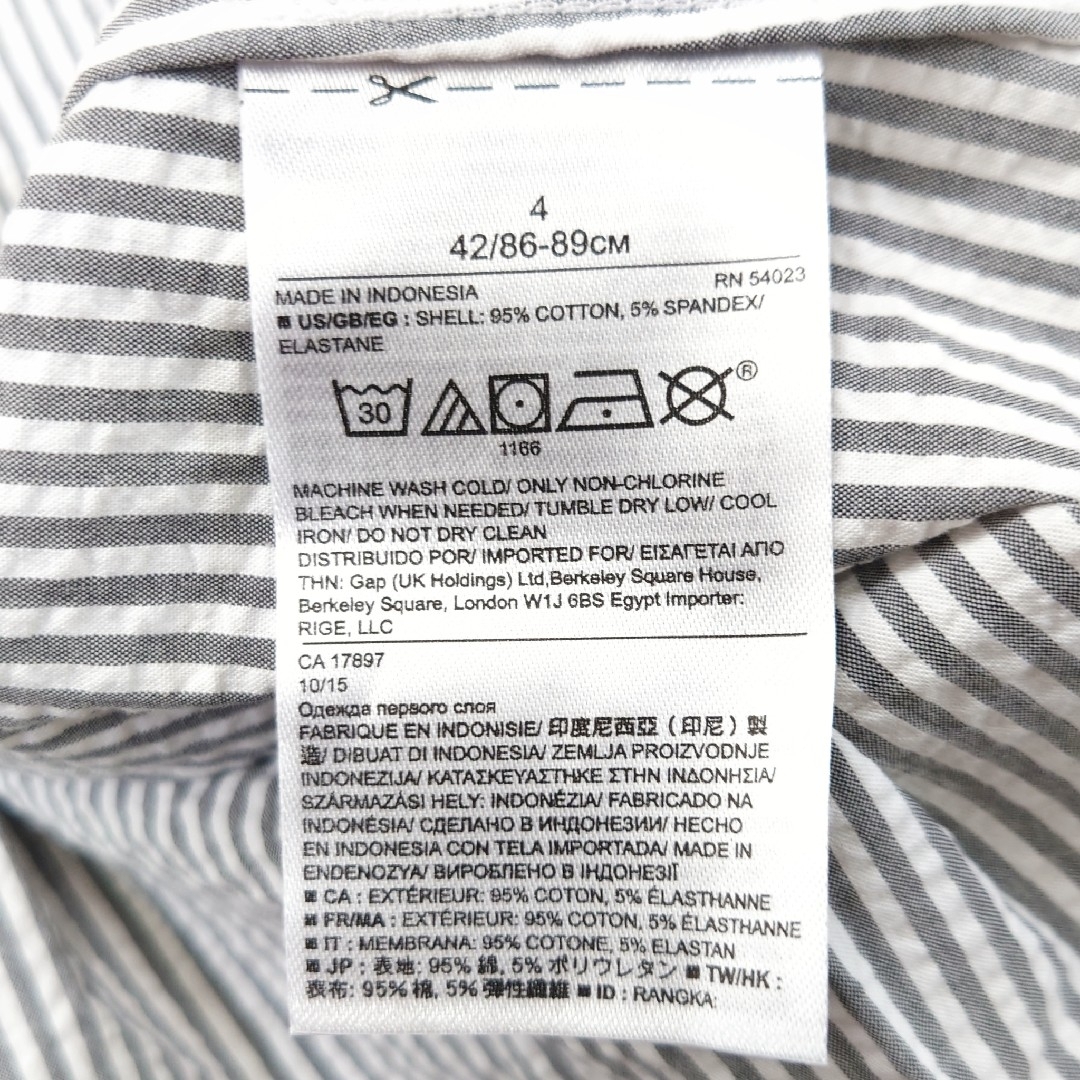 4
42/86-89CM
RN 54023
MADE IN INDONESIA
■ US/GB/EG : SHELL: 95% COTTON, 5% SPANDEX/
ELASTANE
30
®
1166
MACHINE WASH COLD/ ONLY NON-CHLORINE
BLEACH WHEN NEEDED/ TUMBLE DRY LOW/ COOL
IRON/ DO NOT DRY CLEAN
DISTRIBUIDO POR/ IMPORTED FOR/ ΕΙΣΑΓΕΤΑΙ ΑΠΟ
ΤΗΝ: Gap (UK Holdings) Ltd,Berkeley Square House,
Berkeley Square, London W1J 6BS Egypt Importer:
RIGE, LLC
CA 17897
10/15
Одежда первого слоя
FABRIQUE EN INDONISIE/ 印度尼西亞（印尼）製
造/ DIBUAT DI INDONESIA/ ZEMLJA PROIZVODNJE
INDONEZIJA/ ΚΑΤΑΣΚΕΥΑΣΤΗΚΕ ΣΤΗΝ ΙΝΔΟΝΗΣΙΑ/
SZÁRMAZÁSI HELY: INDONÉZIA/ FABRICADO NA
INDONÉSIA/ СДЕЛАНО В ИНДОНЕЗИИ/ HECHO
EN INDONESIA CON TELA IMPORTADA/ MADE IN
ENDENOZYA/ ВИРОБЛЕНО В ІНДОНЕЗІЇ
■ CA : EXTÉRIEUR: 95% COTON, 5% ÉLASTHANNE
■ FR/MA : EXTÉRIEUR: 95% COTON, 5% ÉLASTHANNE
■ IT : MEMBRANA: 95% COTONE, 5% ELASTAN
■ JP : 表地: 95% 綿, 5% ポリウレタン ■ TW/HK :
表布: 95% 棉, 5% 彈性纖維 ■ ID : RANGKA: